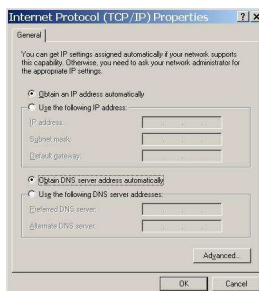 Internet Protocol (TCP/IP) Properties
General
You can get IP settings assigned automatically if your network supports
this capability. Otherwise, you need to ask your network administrator for
the appropriate IP settings.
Obtain an IP address automatically
Use the following IP address:
IP address:
Subnet mask:
Default gateway:
Obtain DNS server address automatically
Use the following DNS server addresses:
Preferred DNS server:
Alternate DNS server:
Advanced...
OK Cancel